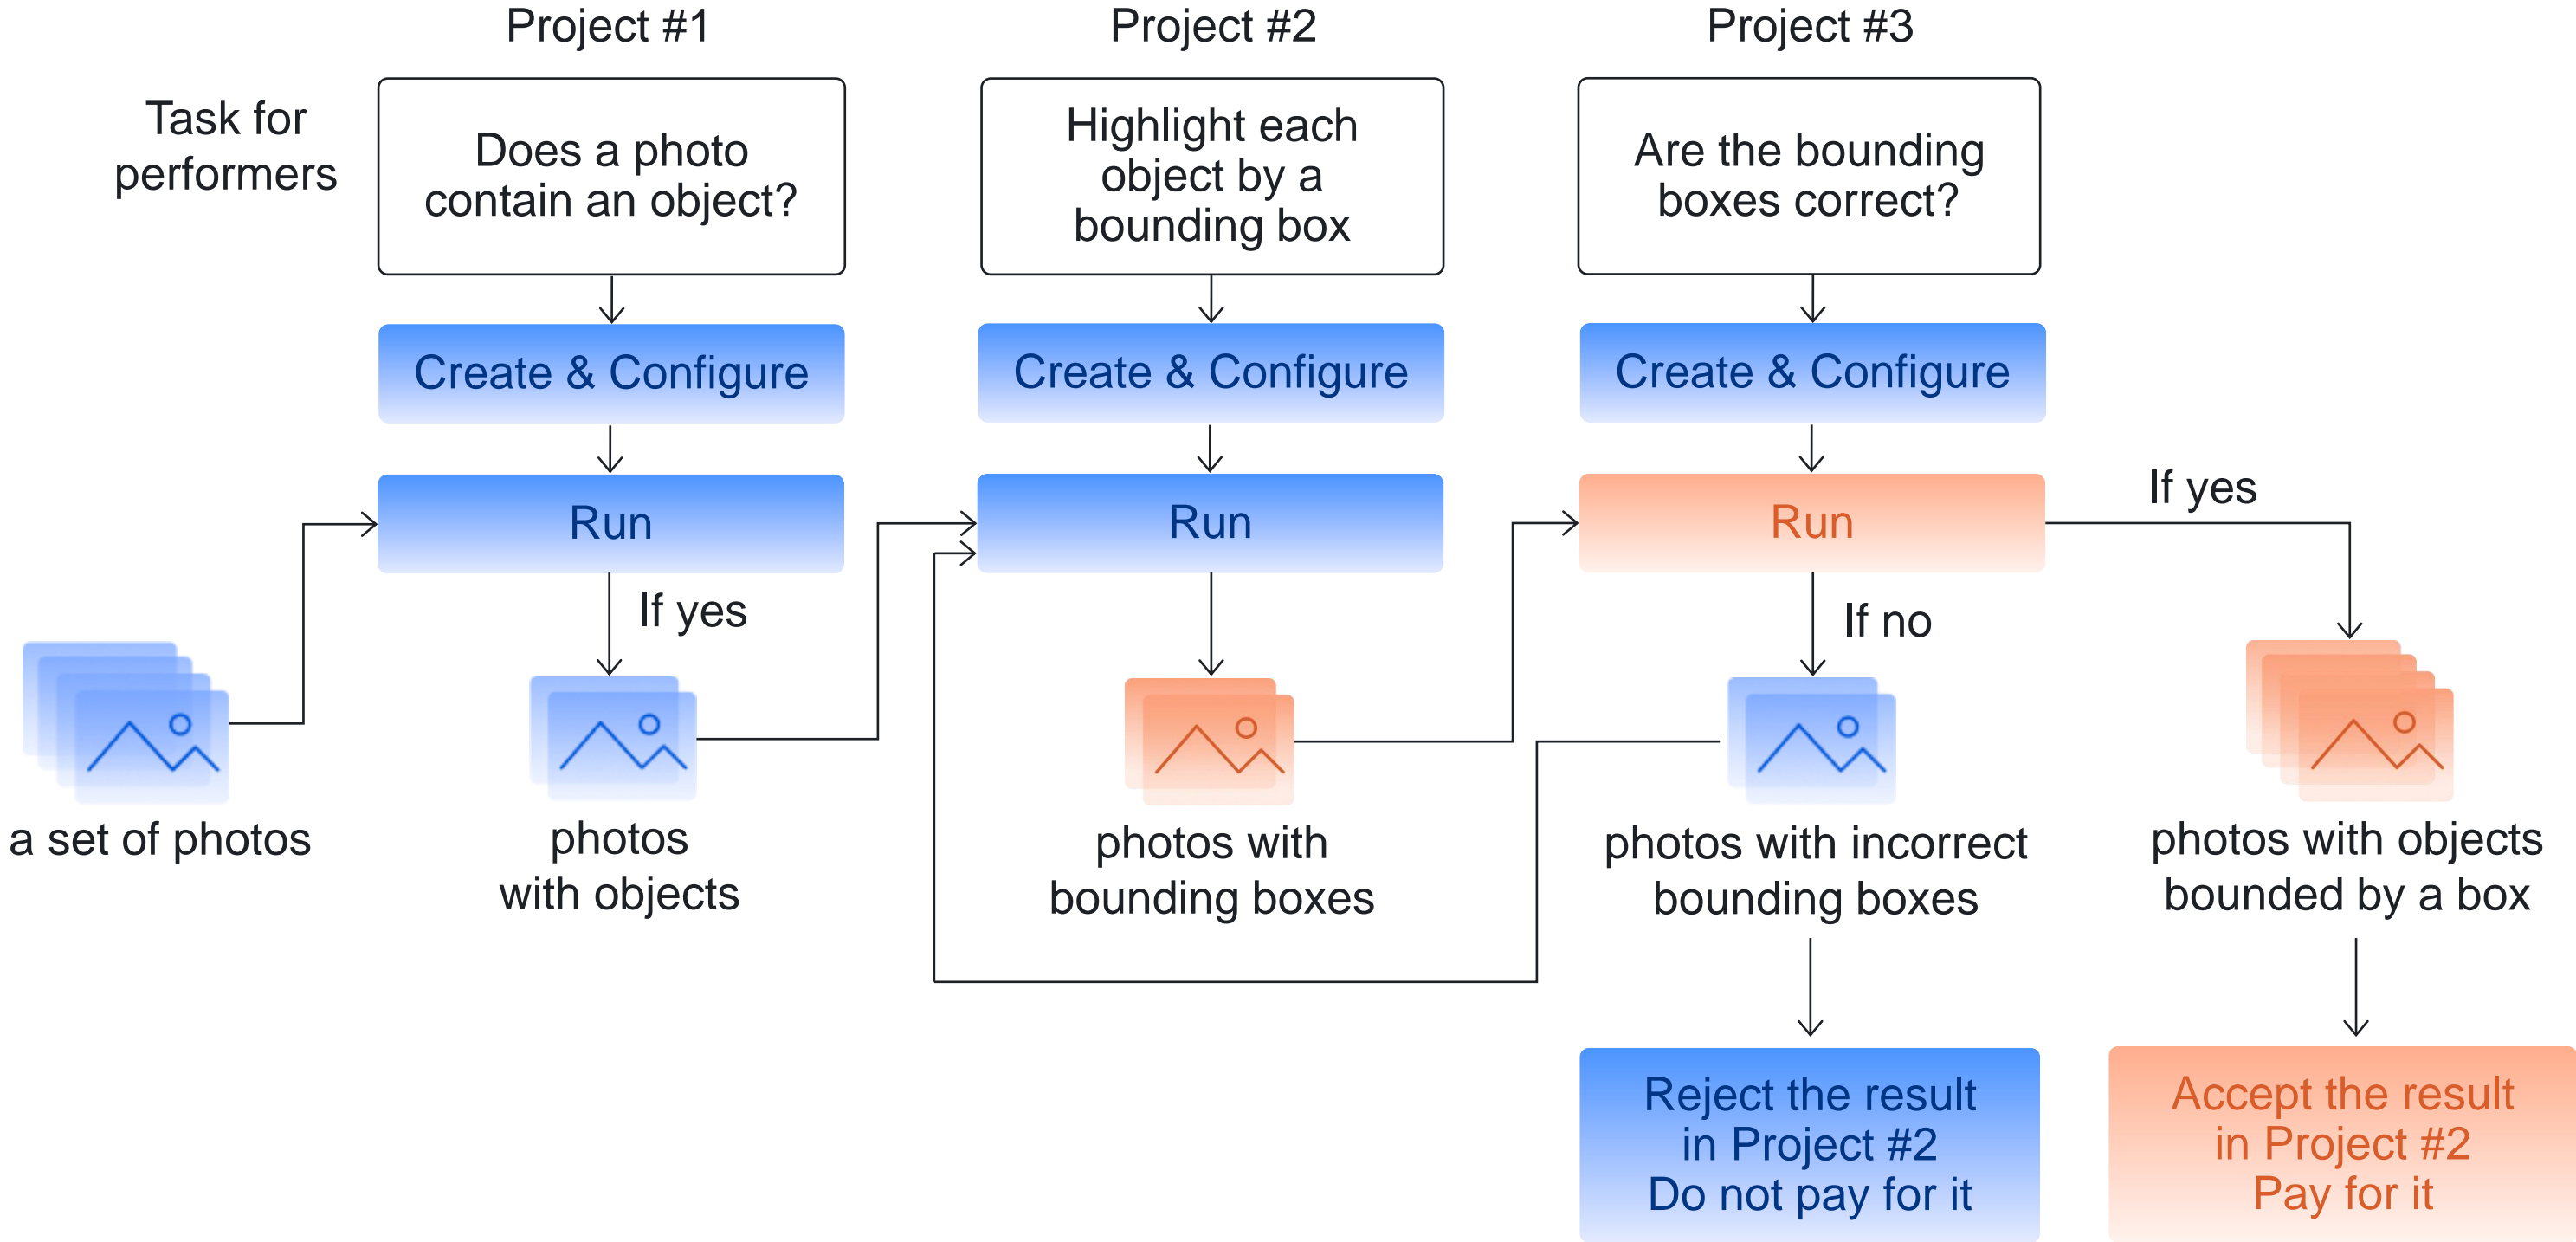 Project #1
Project #2
Project #3
Task for
performers
Does a photo
contain an object?
Highlight each
object by a
bounding box
Are the bounding
boxes correct?
Create & Configure
Create & Configure
Create & Configure
Run
Run
Run
If yes
If yes
If no
a set of photos
photos
with objects
photos with
bounding boxes
photos with incorrect
bounding boxes
photos with objects
bounded by a box
Reject the result
in Project #2
Do not pay for it
Accept the result
in Project #2
Pay for it